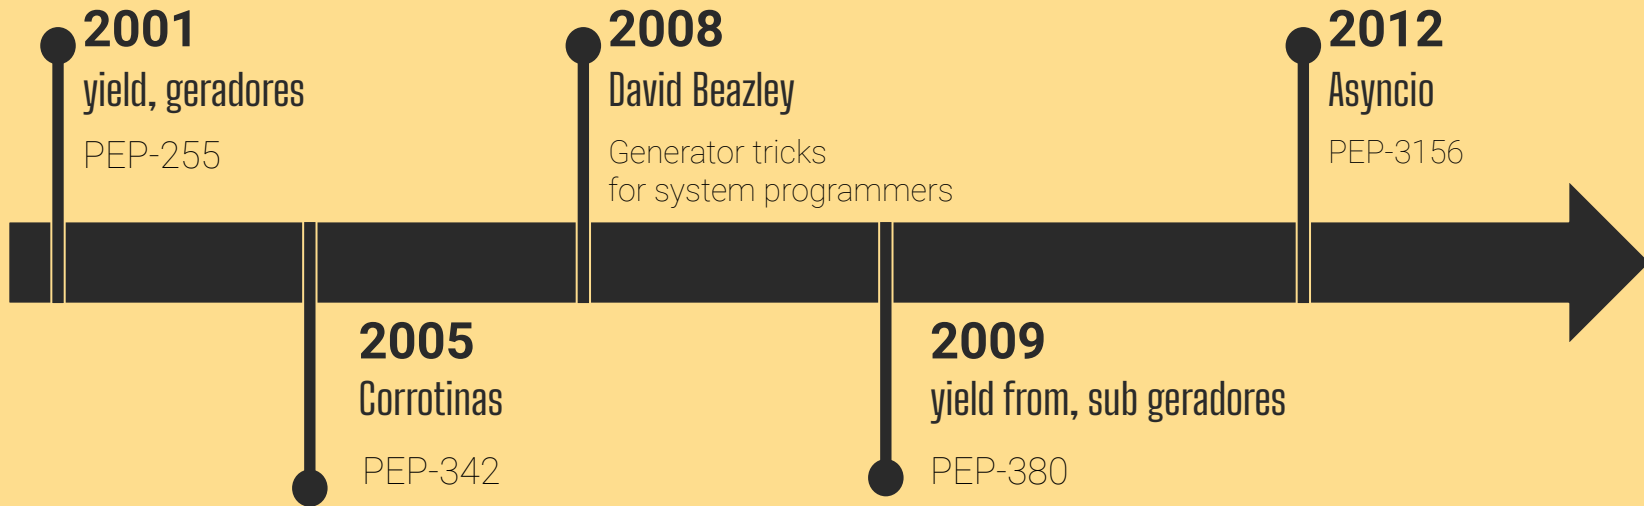 2001
yield, geradores
PEP-255
2005
Corrotinas
PEP-342
2008
David Beazley
Generator tricks
for system programmers
2009
yield from, sub geradores
PEP-380
2012
Asyncio
PEP-3156